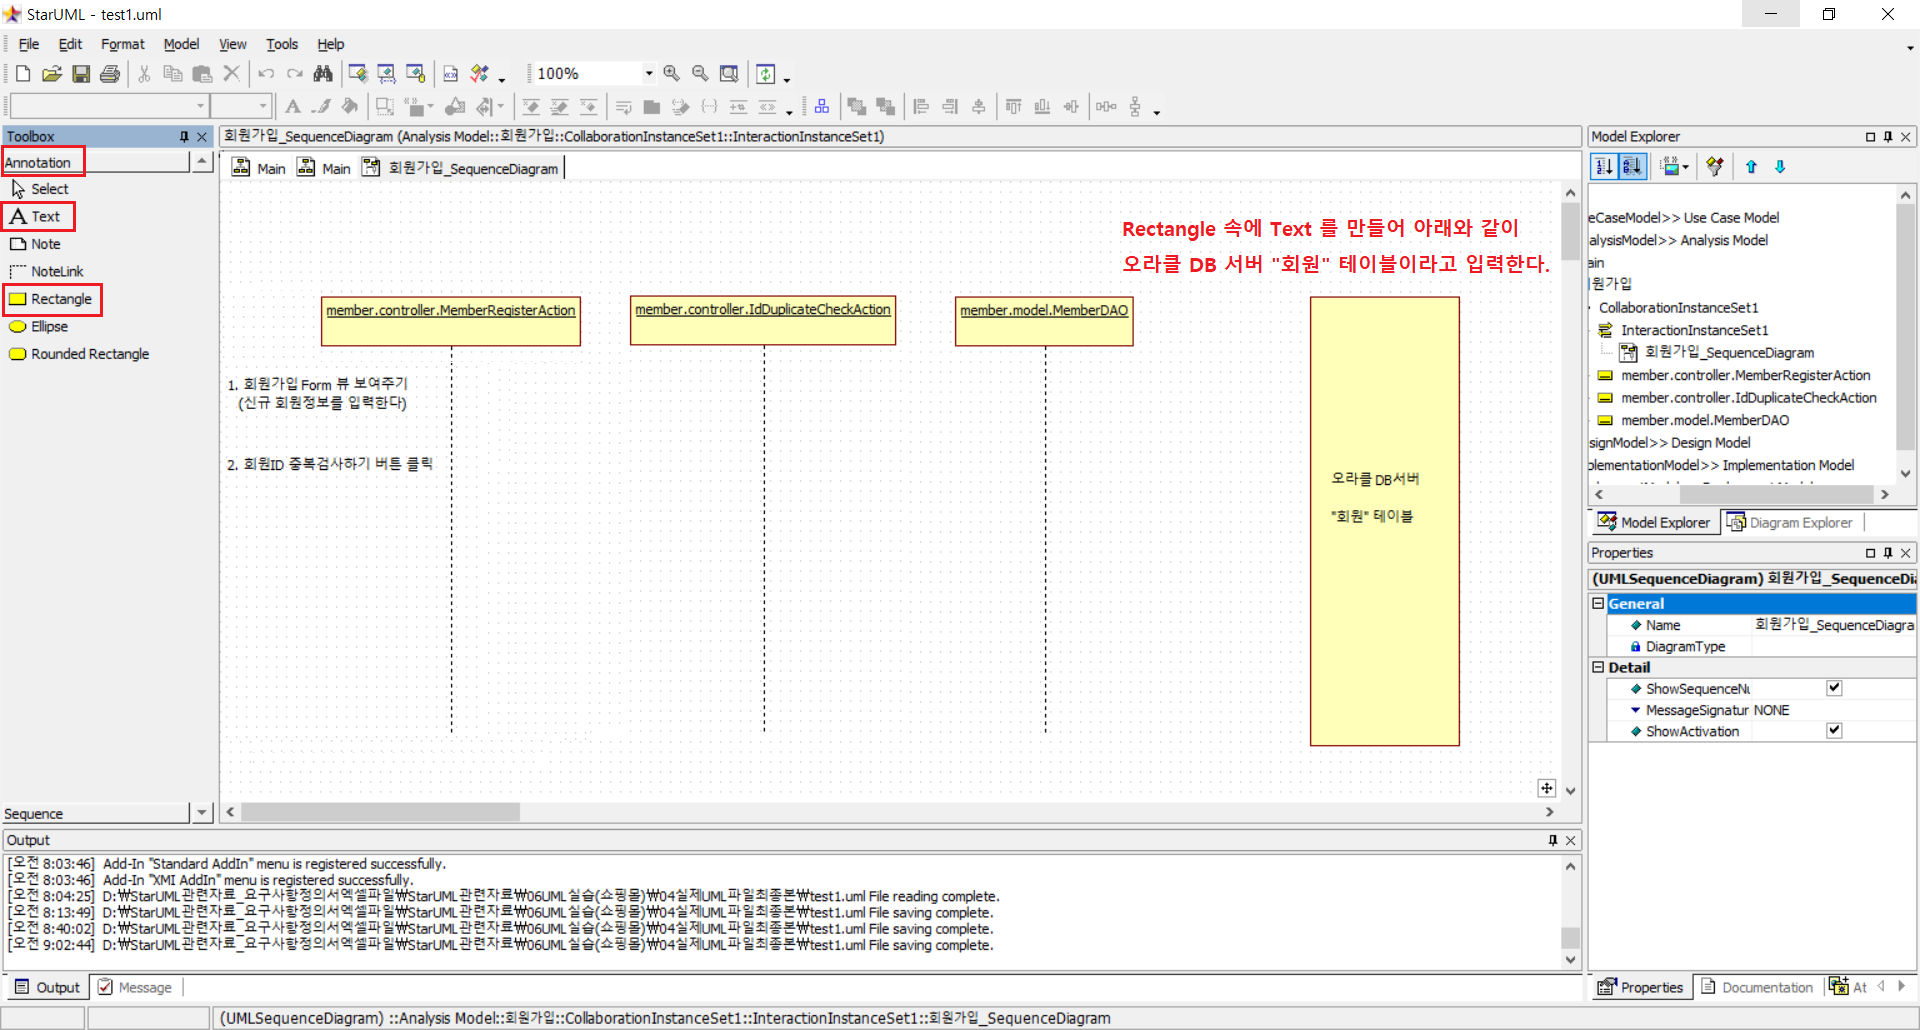 StarUML - test1.uml
File Edit Format Model View Tools Help
100%
Toolbox
Annotation
Select
Text
Note
NoteLink
Rectangle
Ellipse
Rounded Rectangle
Sequence
회원가입_SequenceDiagram (Analysis Model::회원가입::CollaborationInstanceSet1::InteractionInstanceSet1)
Main Main 회원가입_SequenceDiagram
Rectangle 속에 Text 를 만들어 아래와 같이
오라클 DB 서버 "회원" 테이블이라고 입력한다.
member.controller.MemberRegisterAction
member.controller.IdDuplicateCheckAction
member.model.MemberDAO
1. 회원가입 Form 뷰 보여주기
(신규 회원정보를 입력한다)
2. 회원ID 중복검사하기 버튼 클릭
오라클 DB서버
"회원" 테이블
Model Explorer
eCaseModel>> Use Case Model
alysisModel>> Analysis Model
ain
회원가입
CollaborationInstanceSet1
InteractionInstanceSet1
회원가입_SequenceDiagram
member.controller.MemberRegisterAction
member.controller.IdDuplicateCheckAction
member.model.MemberDAO
signModel>> Design Model
plementationModel>> Implementation Model
Model Explorer Diagram Explorer
Properties
(UMLSequenceDiagram) 회원가입_SequenceDi
General
Name 회원가입_SequenceDiagra
DiagramType
Detail
ShowSequenceNu
MessageSignatur NONE
ShowActivation
Properties Documentation At
Output
[오전 8:03:46] Add-In "Standard AddIn" menu is registered successfully.
[오전 8:03:46] Add-In "XMI AddIn" menu is registered successfully.
[오전 8:04:25] D:₩StarUML관련자료_요구사항정의서엑셀파일₩StarUML관련자료₩06UML실습(쇼핑몰)₩04실제UML파일최종본₩test1.uml File reading complete.
[오전 8:13:49] D:₩StarUML관련자료_요구사항정의서엑셀파일₩StarUML관련자료₩06UML실습(쇼핑몰)₩04실제UML파일최종본₩test1.uml File saving complete.
[오전 8:40:02] D:₩StarUML관련자료_요구사항정의서엑셀파일₩StarUML관련자료₩06UML실습(쇼핑몰)₩04실제UML파일최종본₩test1.uml File saving complete.
[오전 9:02:44] D:₩StarUML관련자료_요구사항정의서엑셀파일₩StarUML관련자료₩06UML실습(쇼핑몰)₩04실제UML파일최종본₩test1.uml File saving complete.
Output Message
(UMLSequenceDiagram) ::Analysis Model::회원가입::CollaborationInstanceSet1::InteractionInstanceSet1::회원가입_SequenceDiagram